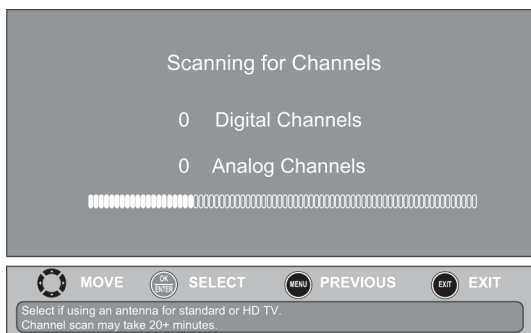 Scanning for Channels
0 Digital Channels
0 Analog Channels
MOVE OK ENTER SELECT MENU PREVIOUS EXIT EXIT
Select if using an antenna for standard or HD TV.
Channel scan may take 20+ minutes.